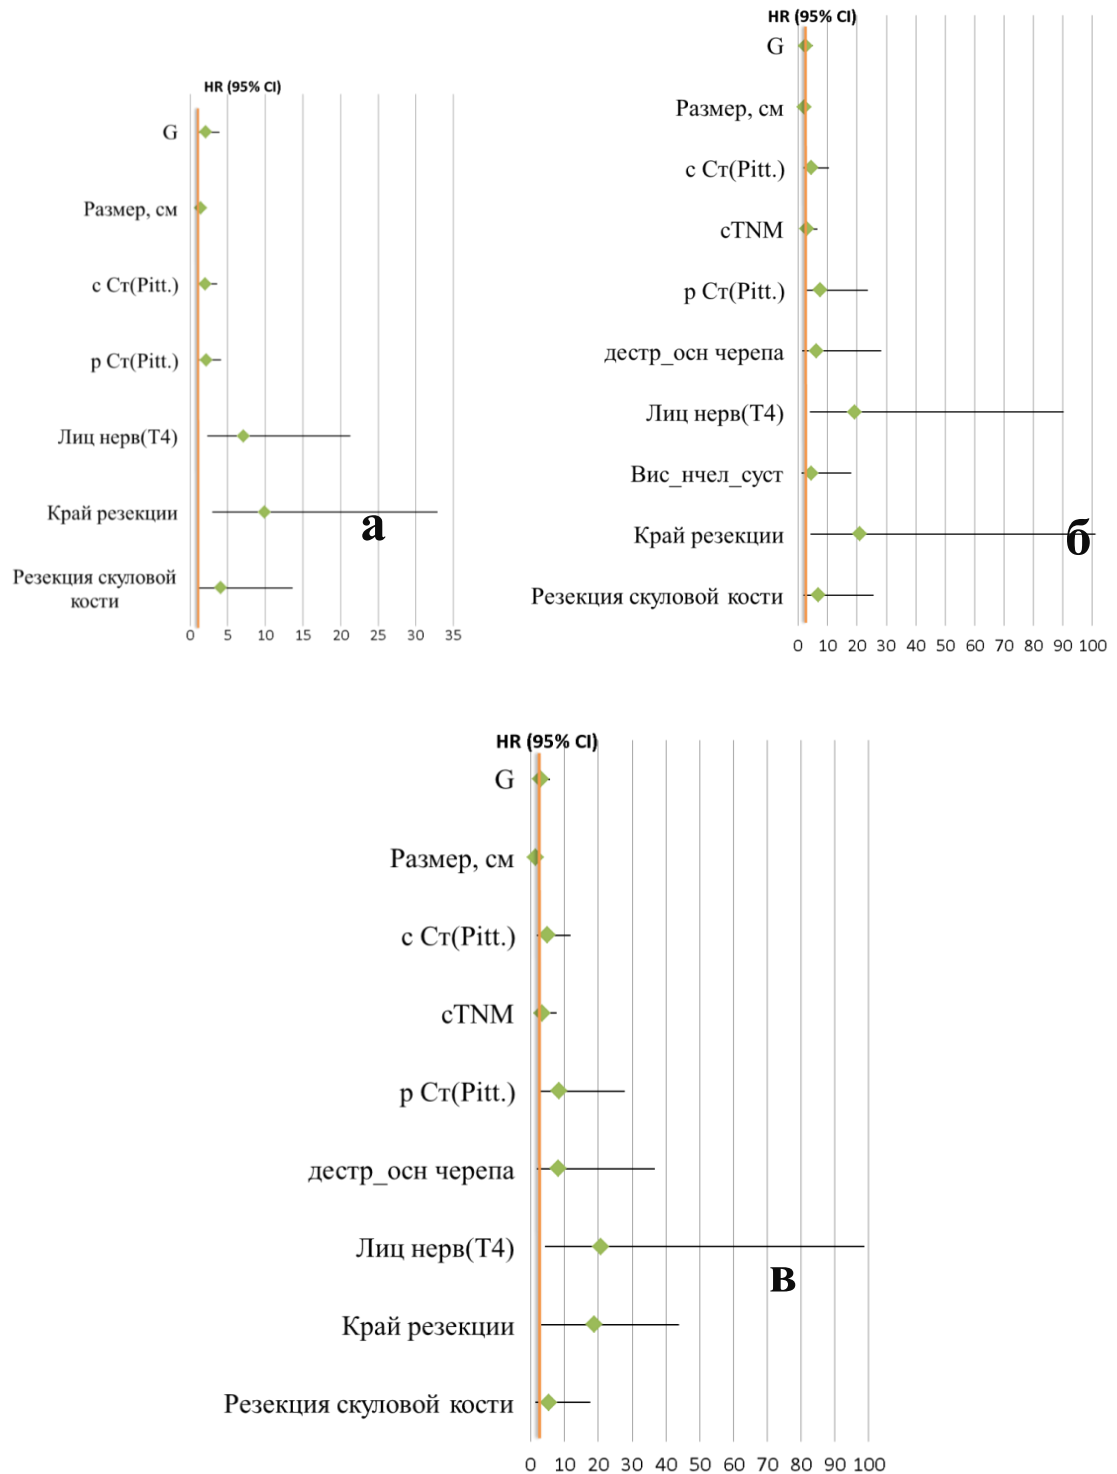 HR (95% CI)
G
Размер, см
с Ст(Pitt.)
р Ст(Pitt.)
Лиц нерв(Т4)
Край резекции
Резекция скуловой
кости
0 5 10 15 20 25 30 35
а
HR (95% CI)
G
Размер, см
с Ст(Pitt.)
cTNM
р Ст(Pitt.)
дестр_осн черепа
Лиц нерв(Т4)
Вис_нчел_суст
Край резекции
Резекция скуловой кости
0 10 20 30 40 50 60 70 80 90 100
б
HR (95% CI)
G
Размер, см
с Ст(Pitt.)
cTNM
р Ст(Pitt.)
дестр_осн черепа
Лиц нерв(Т4)
Край резекции
Резекция скуловой кости
0 10 20 30 40 50 60 70 80 90 100
в